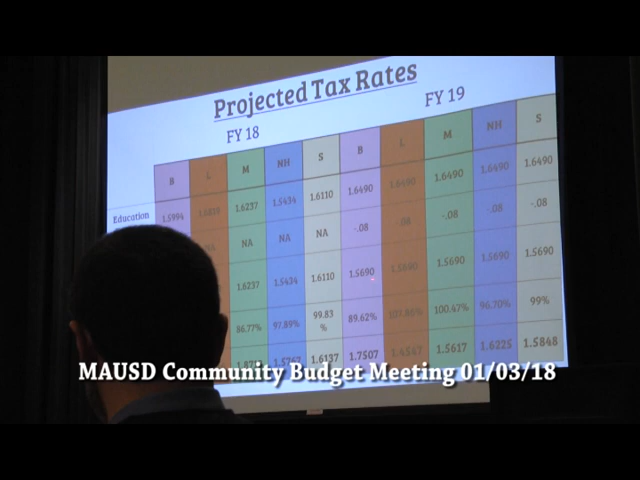 Projected Tax Rates
FY 18 FY 19
B L M NH S B L M NH S
Education 1.5994 1.6237 1.5434 1.6110 1.6490 1.6490 1.6490 1.6490 1.6490
NA NA NA NA -.08 -.08 -.08 -.08 -.08
1.6237 1.5434 1.6110 1.5690 1.5690 1.5690 1.5690
86.77% 97.89% 99.83 % 89.62% 100.47% 96.70% 99%
1.6137 1.7507 1.5617 1.6225 1.5848
MAUSD Community Budget Meeting 01/03/18